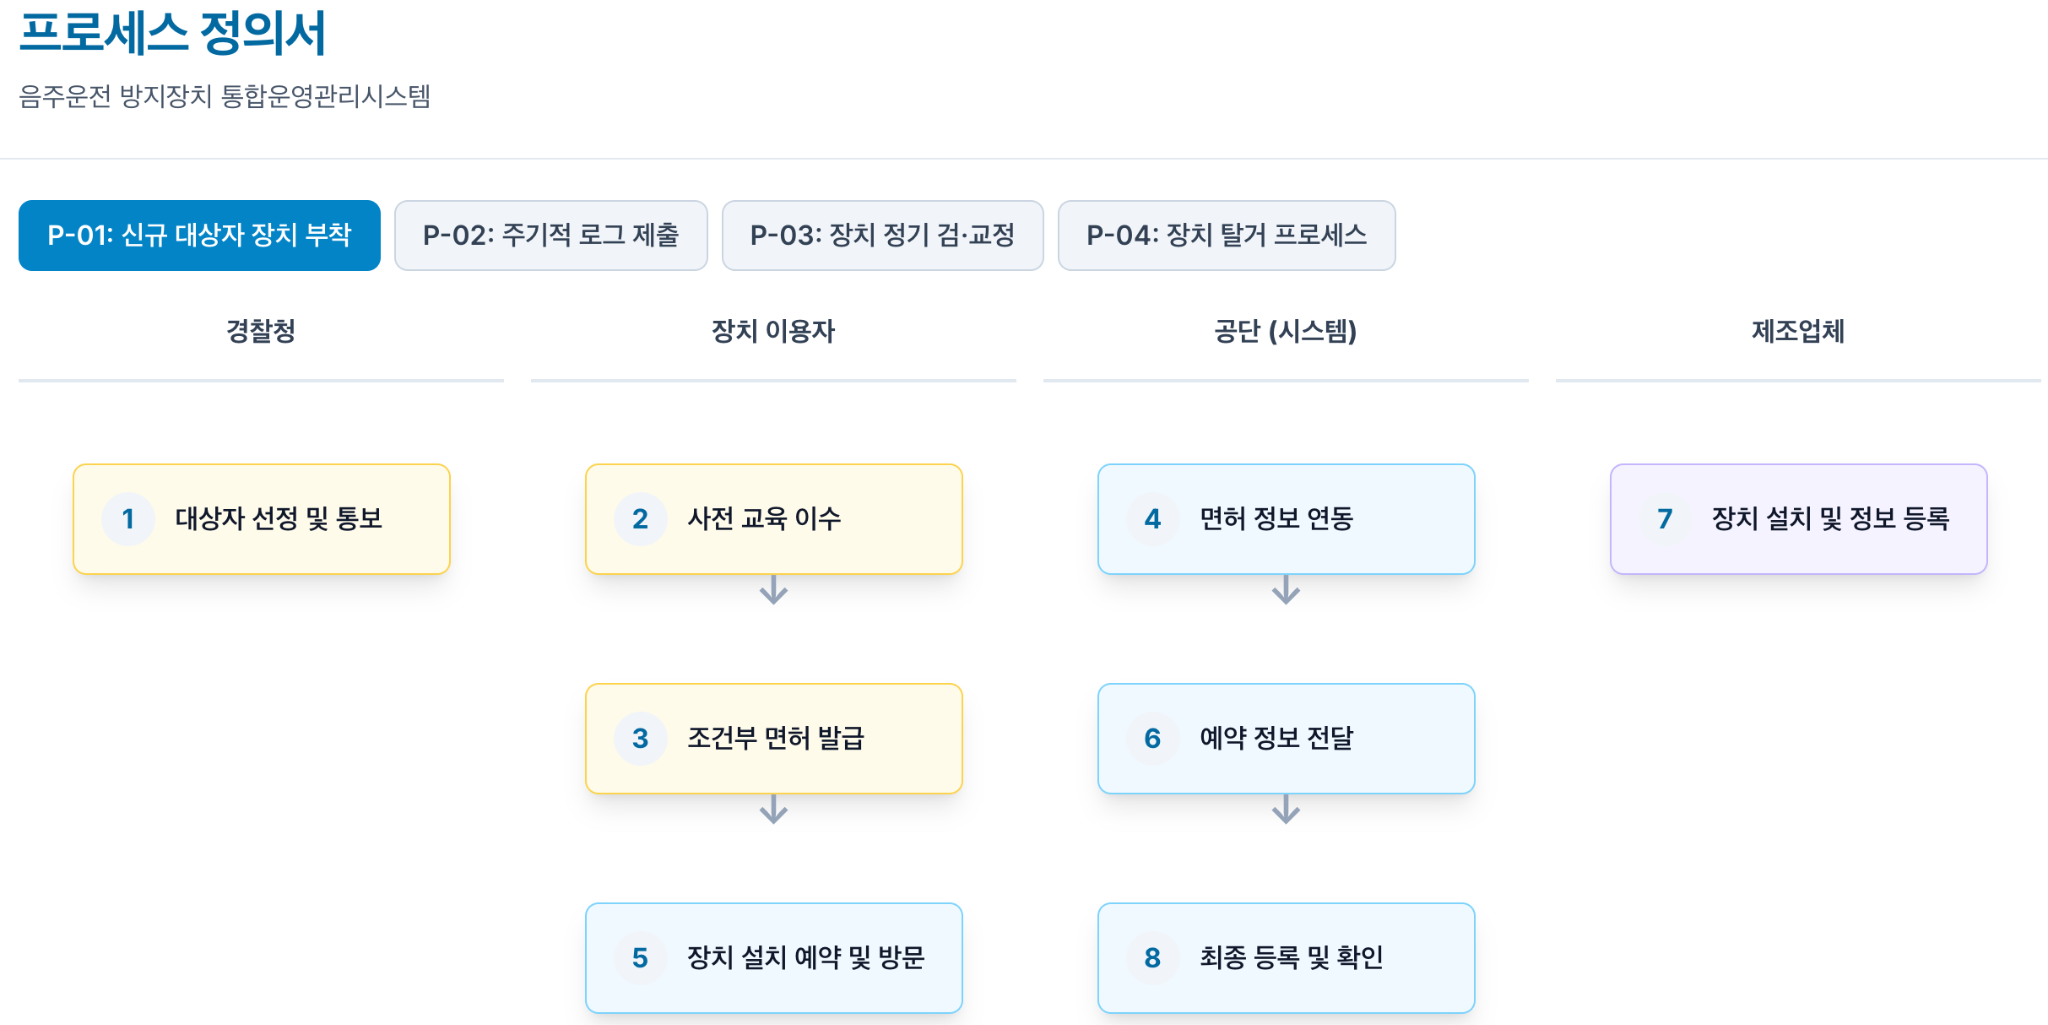 프로세스 정의서
음주운전 방지장치 통합운영관리시스템
P-01: 신규 대상자 장치 부착
P-02: 주기적 로그 제출
P-03: 장치 정기 검·교정
P-04: 장치 탈거 프로세스
경찰청
장치 이용자
공단 (시스템)
제조업체
1 대상자 선정 및 통보
2 사전 교육 이수
4 면허 정보 연동
7 장치 설치 및 정보 등록
3 조건부 면허 발급
6 예약 정보 전달
5 장치 설치 예약 및 방문
8 최종 등록 및 확인